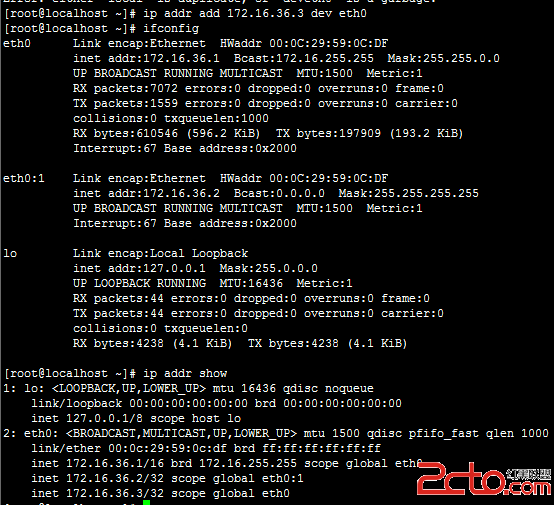 Error: either "local" is duplicate, or "deveth0" is a garbage.
[root@localhost ~]# ip addr add 172.16.36.3 dev eth0
[root@localhost ~]# ifconfig
eth0 Link encap:Ethernet HWaddr 00:0C:29:59:0C:DF
inet addr:172.16.36.1 Bcast:172.16.255.255 Mask:255.255.0.0
UP BROADCAST RUNNING MULTICAST MTU:1500 Metric:1
RX packets:7072 errors:0 dropped:0 overruns:0 frame:0
TX packets:1559 errors:0 dropped:0 overruns:0 carrier:0
collisions:0 txqueuelen:1000
RX bytes:610546 (596.2 KiB) TX bytes:197909 (193.2 KiB)
Interrupt:67 Base address:0x2000
eth0:1 Link encap:Ethernet HWaddr 00:0C:29:59:0C:DF
inet addr:172.16.36.2 Bcast:0.0.0.0 Mask:255.255.255.255
UP BROADCAST RUNNING MULTICAST MTU:1500 Metric:1
Interrupt:67 Base address:0x2000
lo Link encap:Local Loopback
inet addr:127.0.0.1 Mask:255.0.0.0
UP LOOPBACK RUNNING MTU:16436 Metric:1
RX packets:44 errors:0 dropped:0 overruns:0 frame:0
TX packets:44 errors:0 dropped:0 overruns:0 carrier:0
collisions:0 txqueuelen:0
RX bytes:4238 (4.1 KiB) TX bytes:4238 (4.1 KiB)
[root@localhost ~]# ip addr show
1: lo: <LOOPBACK,UP,LOWER_UP> mtu 16436 qdisc noqueue
link/loopback 00:00:00:00:00:00 brd 00:00:00:00:00:00
inet 127.0.0.1/8 scope host lo
2: eth0: <BROADCAST,MULTICAST,UP,LOWER_UP> mtu 1500 qdisc pfifo_fast qlen 1000
link/ether 00:0c:29:59:0c:df brd ff:ff:ff:ff:ff:ff
inet 172.16.36.1/16 brd 172.16.255.255 scope global eth0
inet 172.16.36.2/32 scope global eth0:1
inet 172.16.36.3/32 scope global eth0
2cto.com